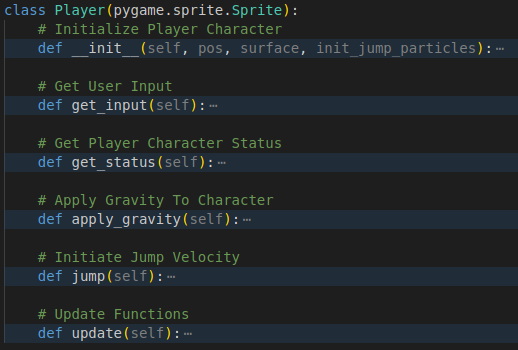 class Player(pygame.sprite.Sprite):
# Initialize Player Character
def __init__(self, pos, surface, init_jump_particles):⋯
# Get User Input
def get_input(self):⋯
# Get Player Character Status
def get_status(self):⋯
# Apply Gravity To Character
def apply_gravity(self):⋯
# Initiate Jump Velocity
def jump(self):⋯
# Update Functions
def update(self):⋯